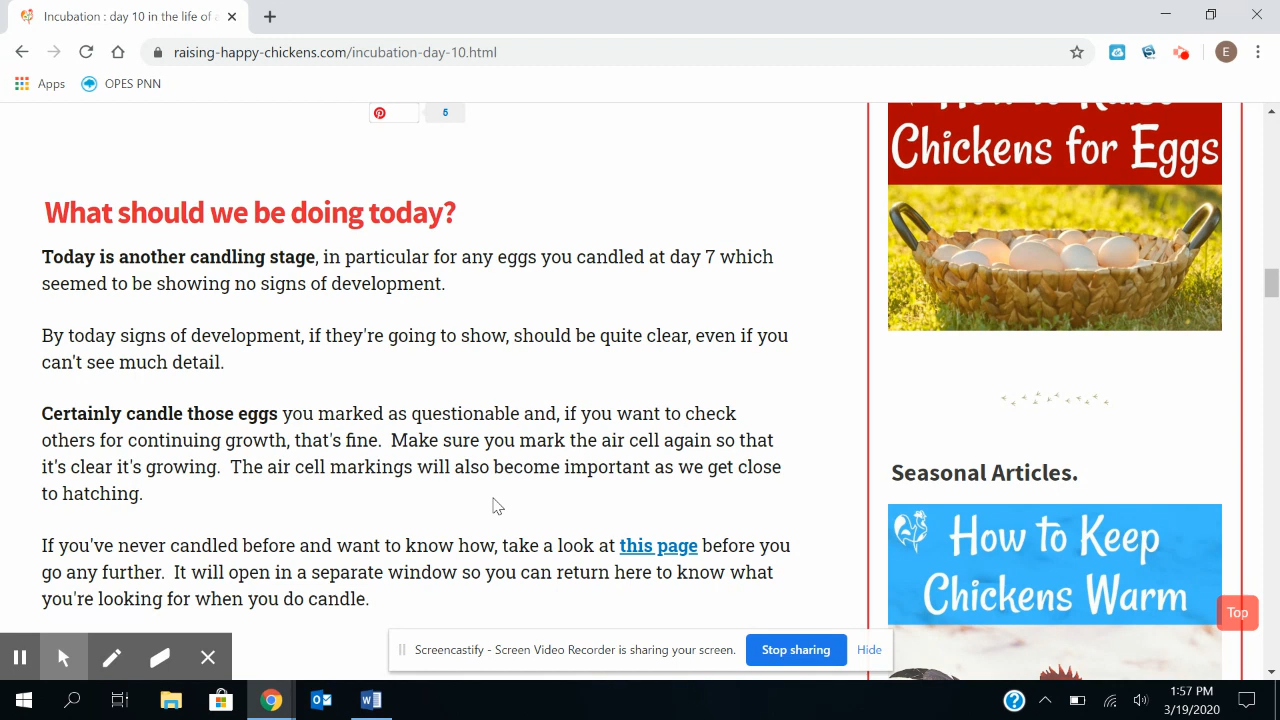 Incubation : day 10 in the life of a
raising-happy-chickens.com/incubation-day-10.html
E
Apps
OPES PNN
5
How to Raise
Chickens for Eggs
What should we be doing today?
Today is another candling stage, in particular for any eggs you candled at day 7 which
seemed to be showing no signs of development.
By today signs of development, if they're going to show, should be quite clear, even if you
can't see much detail.
Certainly candle those eggs you marked as questionable and, if you want to check
others for continuing growth, that's fine.  Make sure you mark the air cell again so that
it's clear it's growing.  The air cell markings will also become important as we get close
to hatching.
If you've never candled before and want to know how, take a look at this page before you
go any further.  It will open in a separate window so you can return here to know what
you're looking for when you do candle.
Seasonal Articles.
How to Keep
Chickens Warm
Top
Screencastify - Screen Video Recorder is sharing your screen.
Stop sharing
Hide
1:57 PM
3/19/2020